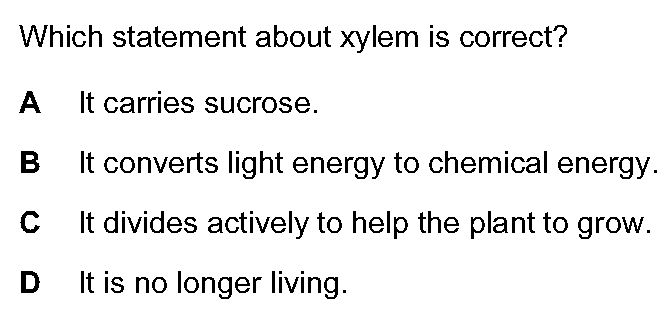 Which statement about xylem is correct?
A It carries sucrose.
B It converts light energy to chemical energy.
C It divides actively to help the plant to grow.
D It is no longer living.